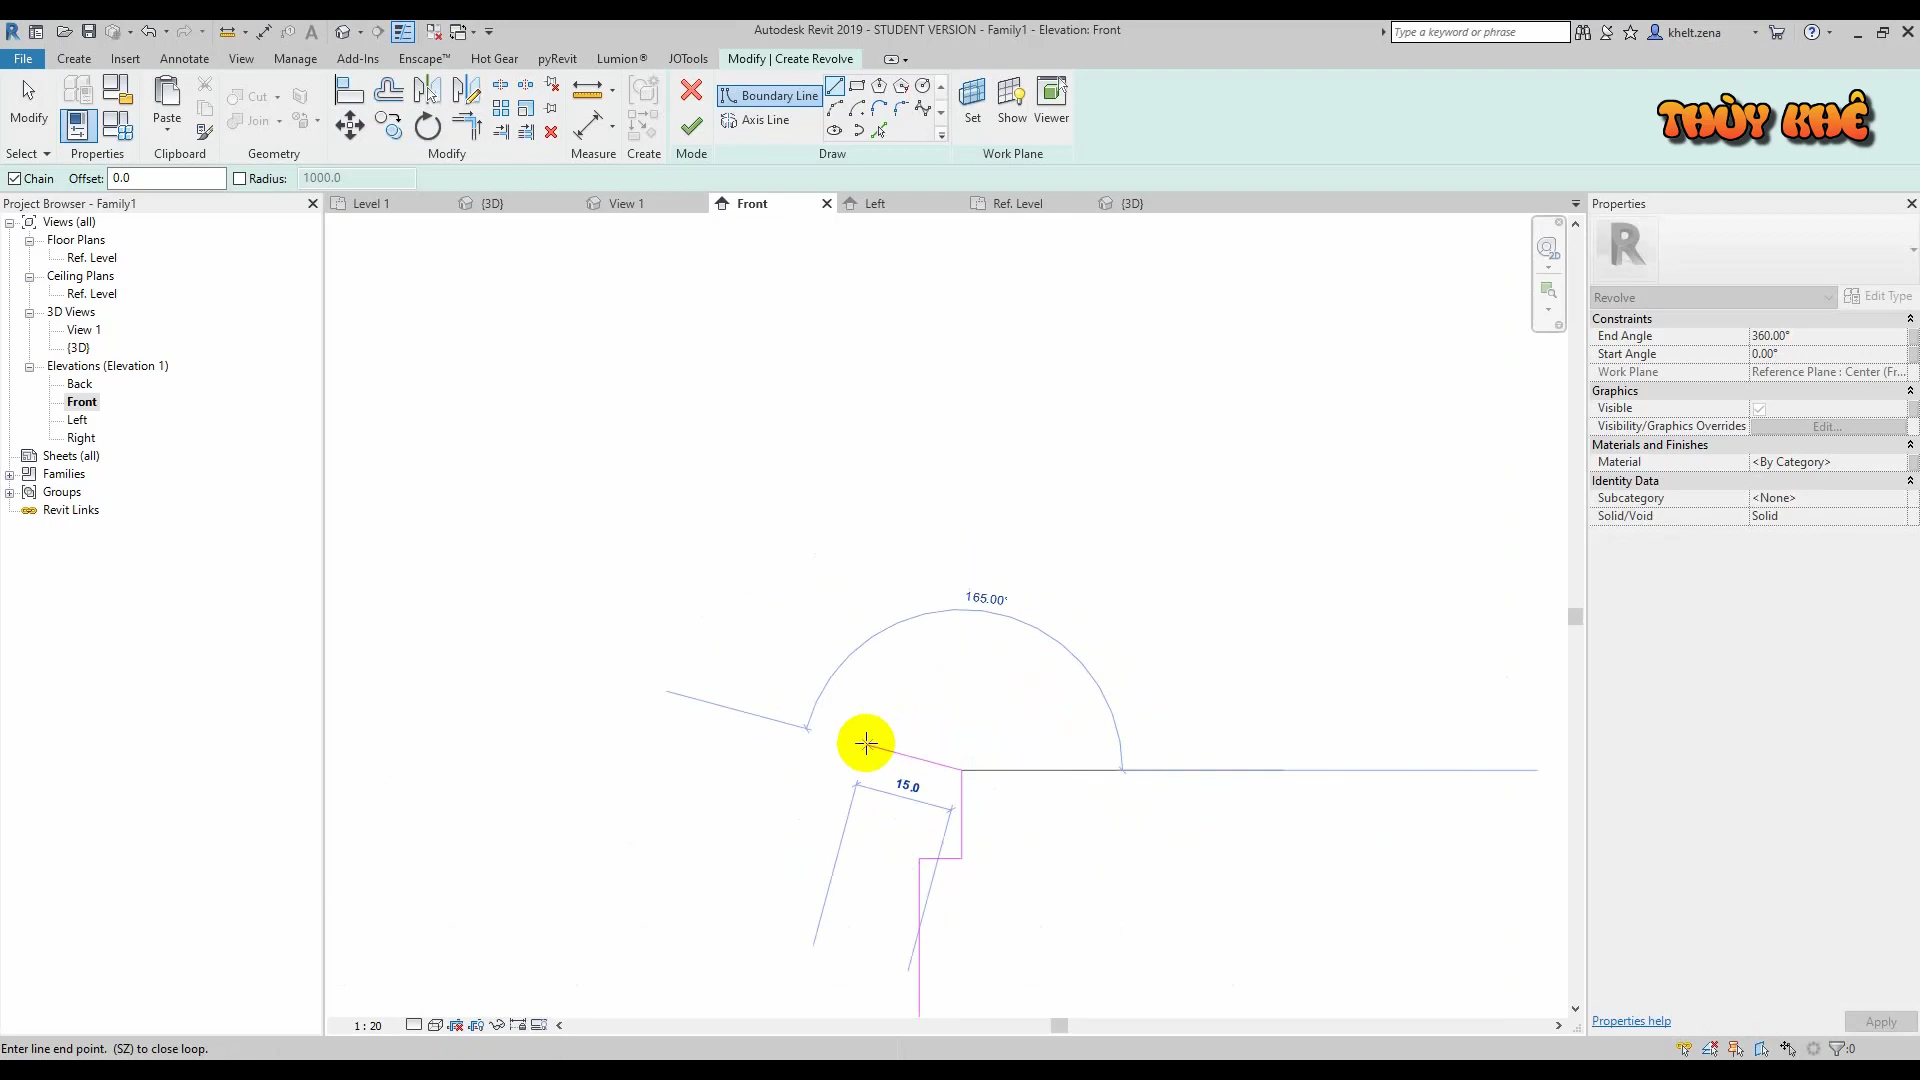 Autodesk Revit 2019 - STUDENT VERSION - Family1 - Elevation: Front
Type a keyword or phrase
khelt.zena
File Create Insert Annotate View Manage Add-Ins Enscape™ Hot Gear pyRevit Lumion® JOTools Modify | Create Revolve
Modify
Paste
Cut
Join
Boundary Line
Axis Line
Set Show Viewer
Select Properties Clipboard Geometry Modify Measure Create Mode Draw Work Plane
THÙY KHÊ
Chain Offset: 0.0 Radius: 1000.0
Project Browser - Family1
Level 1 {3D} View 1 Front Left Ref. Level {3D}
Properties
Views (all)
Floor Plans
Ref. Level
Ceiling Plans
Ref. Level
3D Views
View 1
{3D}
Elevations (Elevation 1)
Back
Front
Left
Right
Sheets (all)
Families
Groups
Revit Links
2D
165.00°
15.0
R
Revolve Edit Type
Constraints
End Angle 360.00°
Start Angle 0.00°
Work Plane Reference Plane : Center (Fr...
Graphics
Visible
Visibility/Graphics Overrides Edit...
Materials and Finishes
Material <By Category>
Identity Data
Subcategory <None>
Solid/Void Solid
Properties help Apply
1 : 20
Enter line end point. (SZ) to close loop.
:0